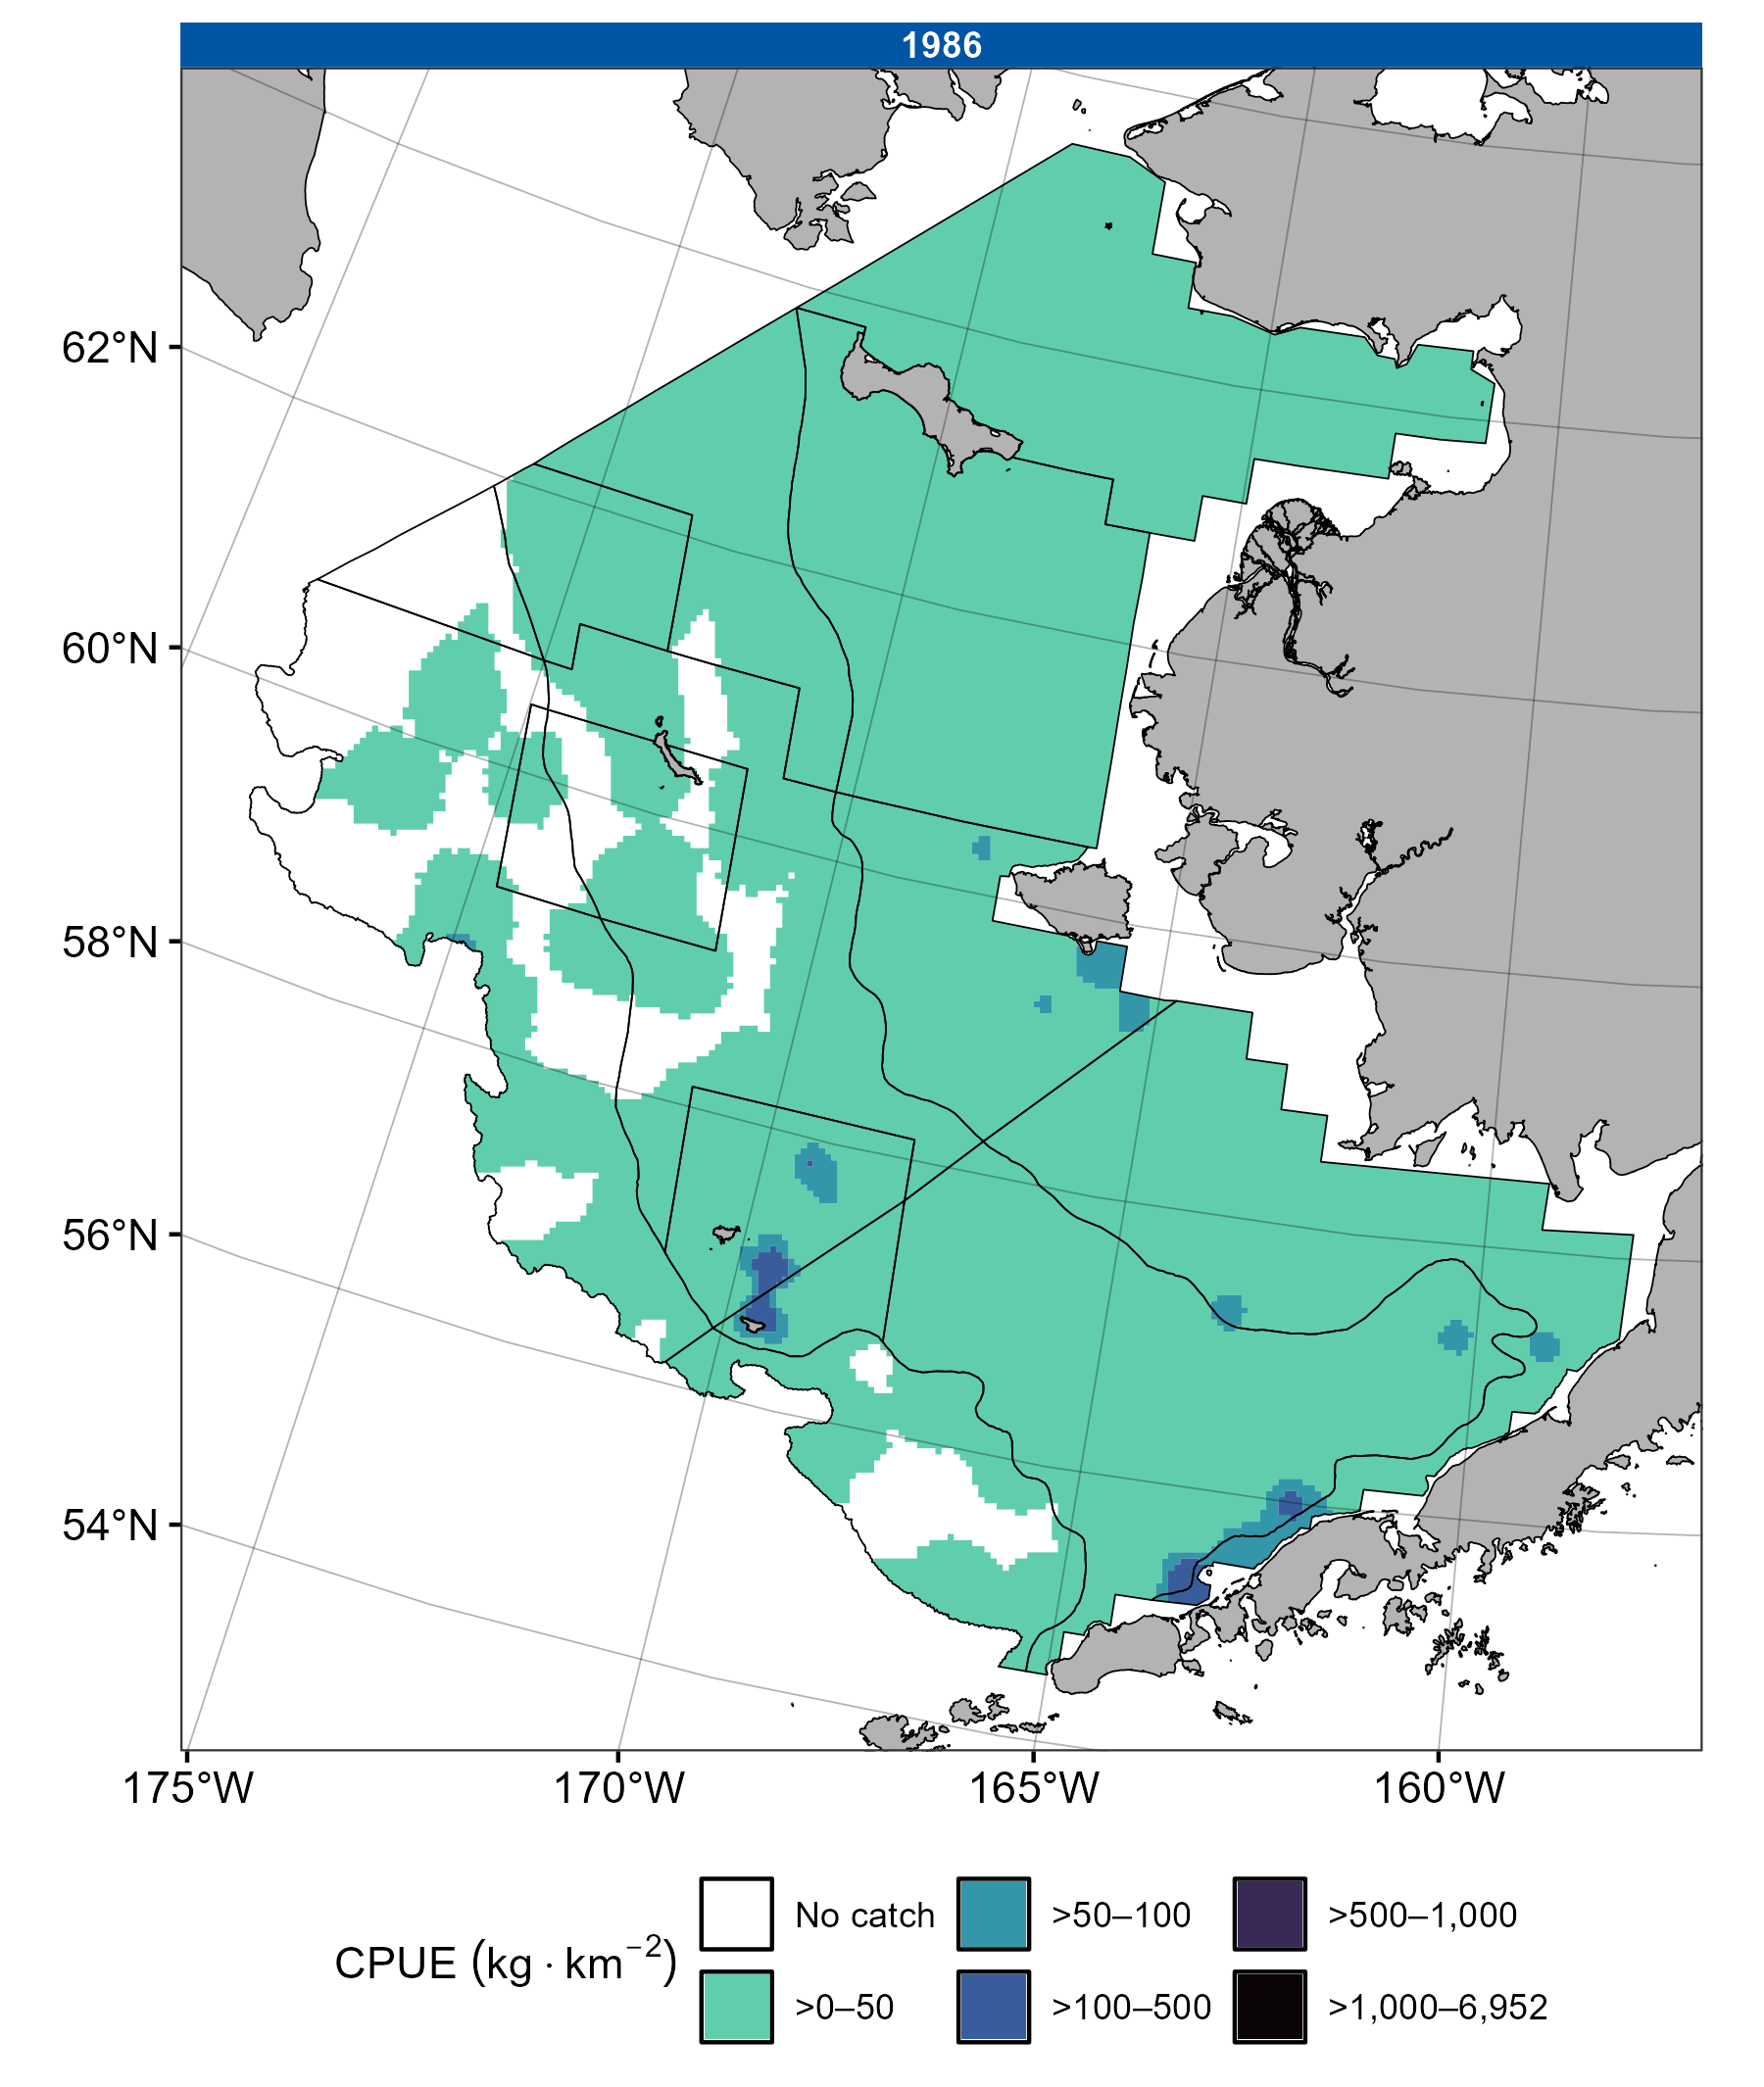 1986
62°N
60°N
58°N
56°N
54°N
175°W 170°W 165°W 160°W
CPUE (kg · km⁻²)
No catch >50–100 >500–1,000
>0–50 >100–500 >1,000–6,952